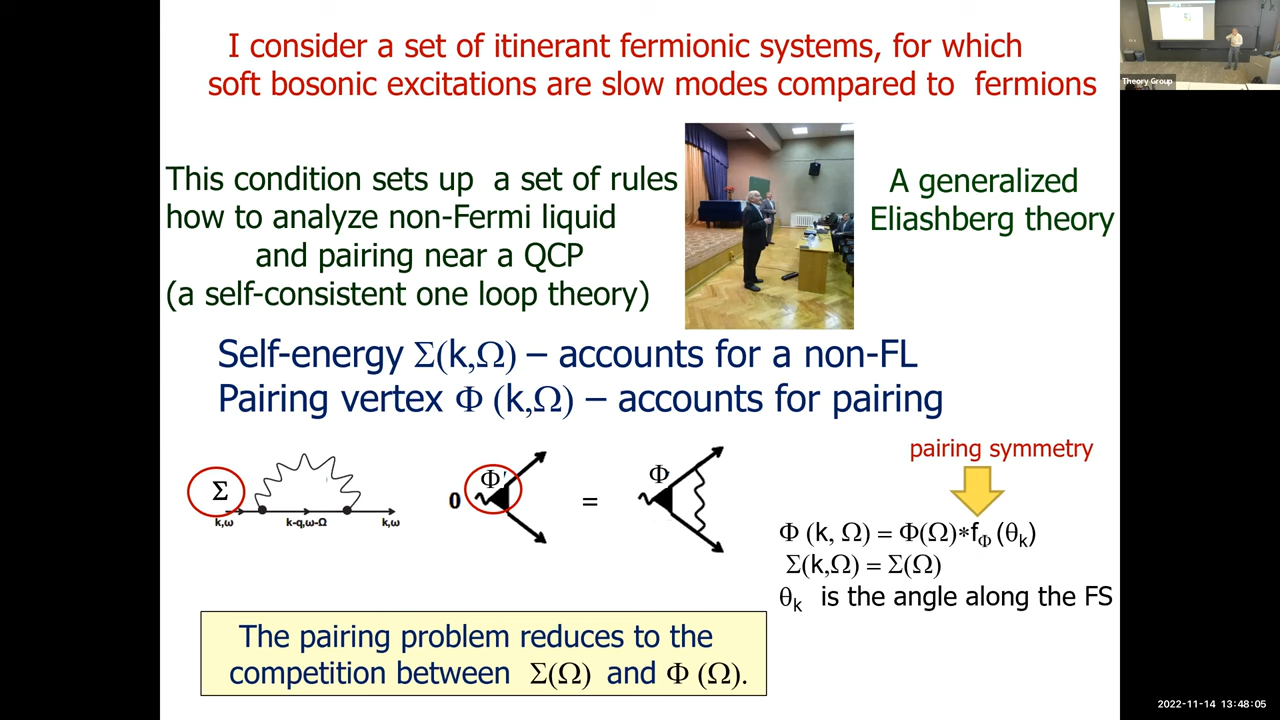 I consider a set of itinerant fermionic systems, for which
soft bosonic excitations are slow modes compared to fermions
Theory Group
This condition sets up a set of rules
how to analyze non-Fermi liquid
and pairing near a QCP
(a self-consistent one loop theory)
A generalized
Eliashberg theory
Self-energy Σ(k,Ω) – accounts for a non-FL
Pairing vertex Φ (k,Ω) – accounts for pairing
Σ
k,ω
k-q,ω-Ω
k,ω
0
Φ'
=
Φ
pairing symmetry
Φ (k, Ω) = Φ(Ω)*fΦ (θk)
Σ(k,Ω) = Σ(Ω)
θk is the angle along the FS
The pairing problem reduces to the
competition between Σ(Ω) and Φ (Ω).
2022-11-14 13:48:05